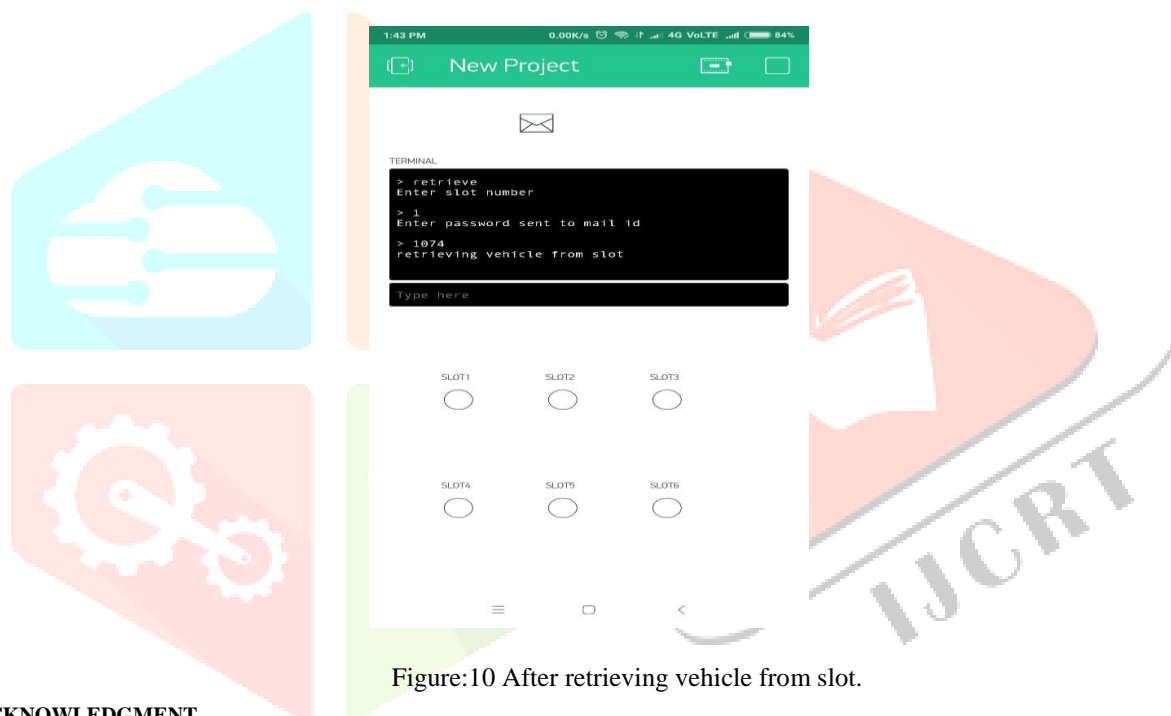 1:43 PM 0.00K/s 4G VoLTE 84%
New Project
TERMINAL
> retrieve
Enter slot number
> 1
Enter password sent to mail id
> 1074
retrieving vehicle from slot
Type here
SLOT1 SLOT2 SLOT3
SLOT4 SLOT5 SLOT6
IJCRT
Figure:10 After retrieving vehicle from slot.